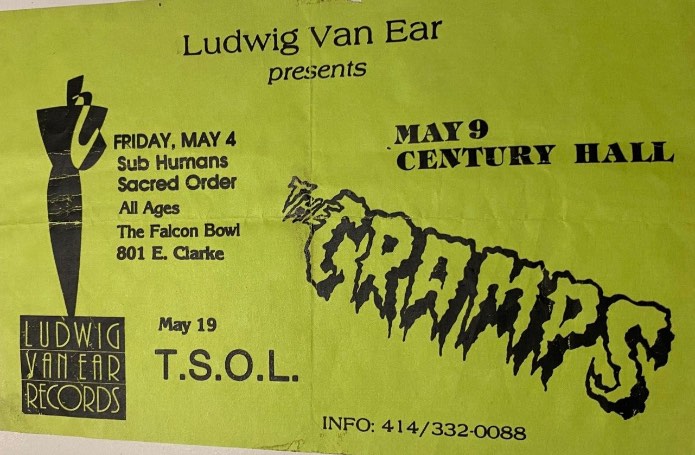 Ludwig Van Ear
presents
FRIDAY, MAY 4
Sub Humans
Sacred Order
All Ages
The Falcon Bowl
801 E. Clarke
MAY 9
CENTURY HALL
THE CRAMPS
May 19
T.S.O.L.
LUDWIG
VAN EAR
RECORDS
INFO: 414/332-0088